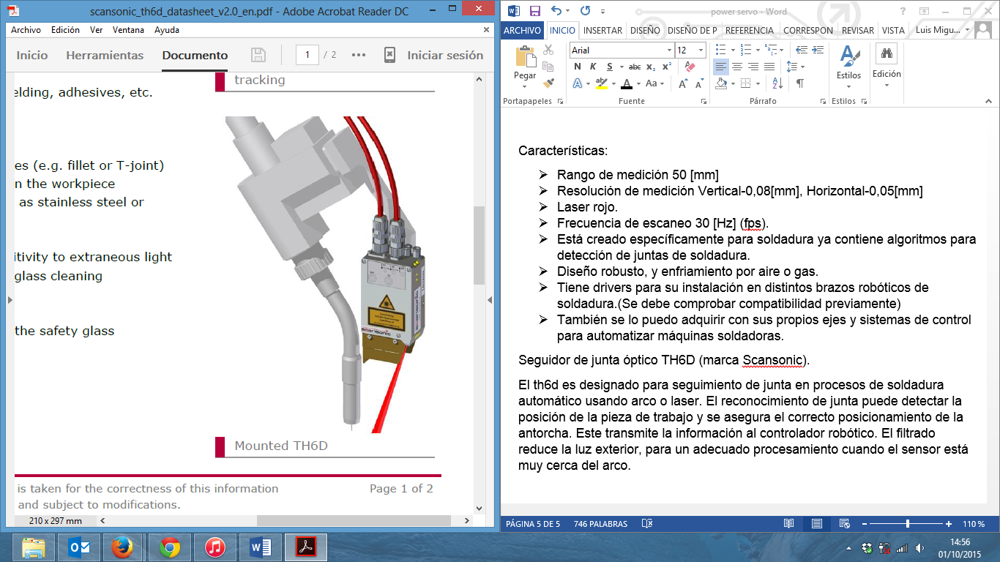 scansonic_th6d_datasheet_v2.0_en.pdf - Adobe Acrobat Reader DC
Archivo Edición Ver Ventana Ayuda
Inicio Herramientas Documento 1 / 2 Iniciar sesión
tracking
elding, adhesives, etc.
es (e.g. fillet or T-joint)
n the workpiece
as stainless steel or
itivity to extraneous light
glass cleaning
the safety glass
scansonic
Mounted TH6D
is taken for the correctness of this information
Page 1 of 2
and subject to modifications.
210 x 297 mm
power servo - Word
ARCHIVO INICIO INSERTAR DISEÑO DISEÑO DE P REFERENCIA CORRESPON REVISAR VISTA Luis Migu...
Pegar
Arial 12
N K S abc x₂ x²
A A Aa A A
Estilos
Edición
Portapapeles Fuente Párrafo Estilos
Características:
Rango de medición 50 [mm]
Resolución de medición Vertical-0,08[mm], Horizontal-0,05[mm]
Laser rojo.
Frecuencia de escaneo 30 [Hz] (fps).
Está creado específicamente para soldadura ya contiene algoritmos para
detección de juntas de soldadura.
Diseño robusto, y enfriamiento por aire o gas.
Tiene drivers para su instalación en distintos brazos robóticos de
soldadura.(Se debe comprobar compatibilidad previamente)
También se lo puedo adquirir con sus propios ejes y sistemas de control
para automatizar máquinas soldadoras.
Seguidor de junta óptico TH6D (marca Scansonic).
El th6d es designado para seguimiento de junta en procesos de soldadura
automático usando arco o laser. El reconocimiento de junta puede detectar la
posición de la pieza de trabajo y se asegura el correcto posicionamiento de la
antorcha. Este transmite la información al controlador robótico. El filtrado
reduce la luz exterior, para un adecuado procesamiento cuando el sensor está
muy cerca del arco.
PÁGINA 5 DE 5 746 PALABRAS 110 %
14:56
01/10/2015